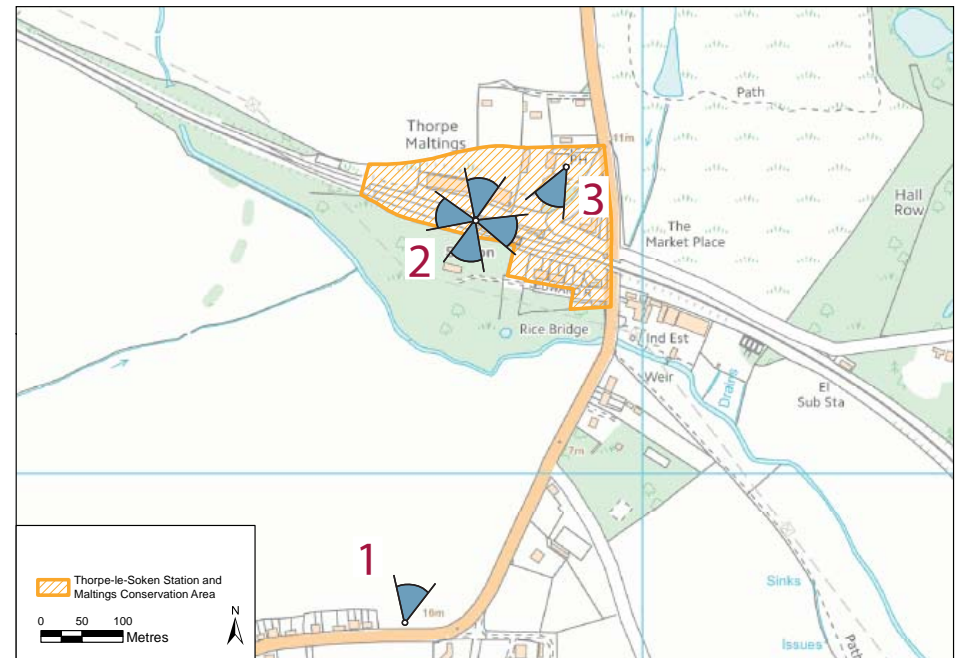 Path
Thorpe
Maltings
11m
PH
3
Hall
Row
The
Market Place
2
Rice Bridge
Ind Est
Weir
Drains
El
Sub Sta
7m
1
16m
Sinks
Issues
Path
Thorpe-le-Soken Station and
Maltings Conservation Area
0 50 100
Metres
N